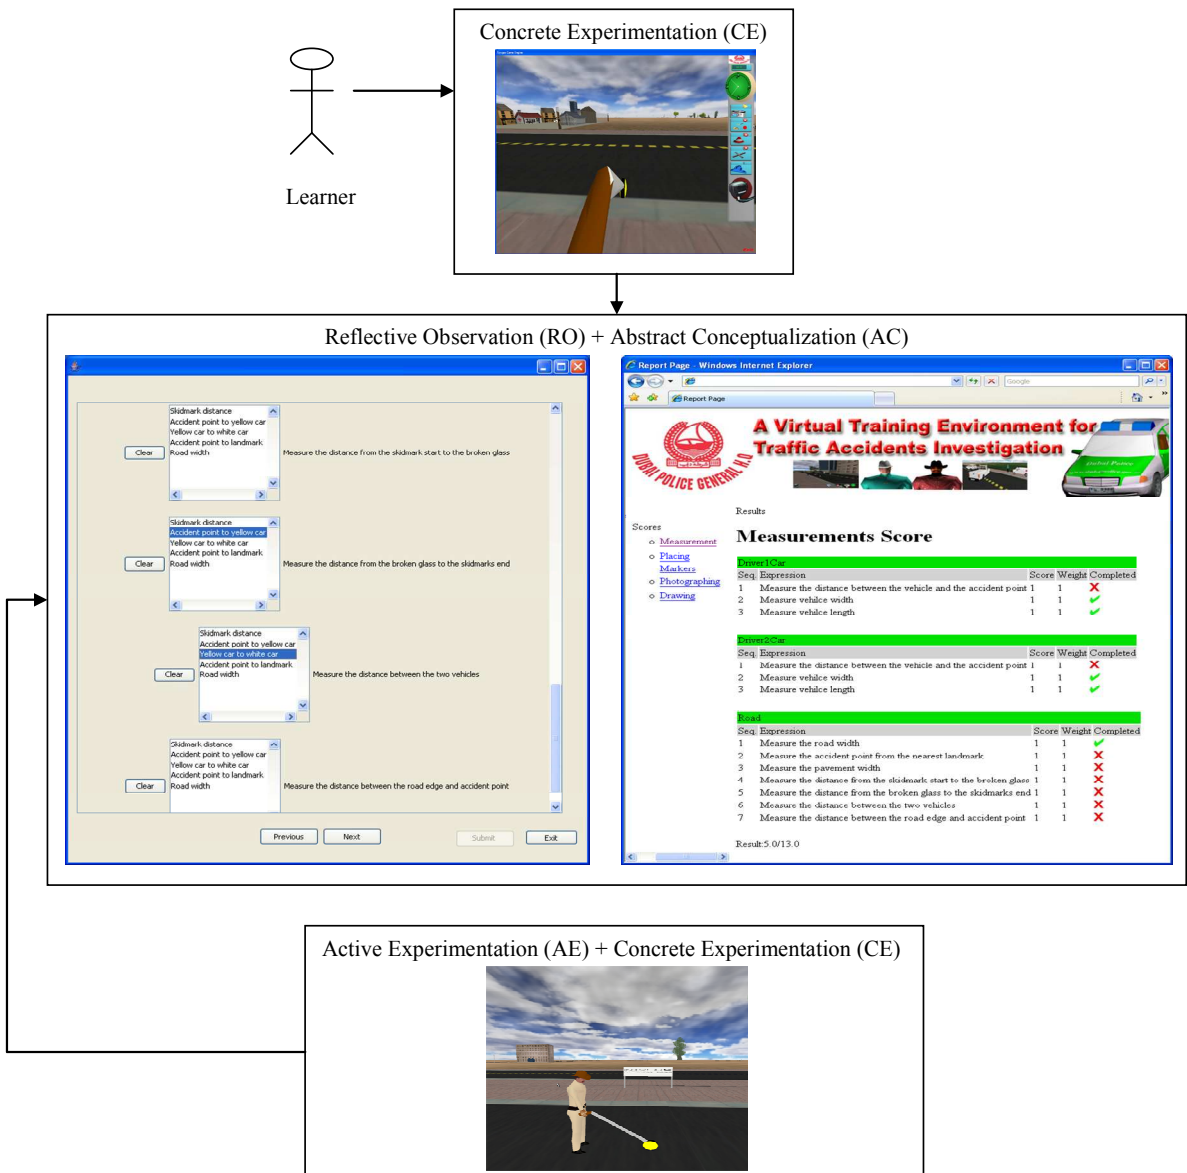 Concrete Experimentation (CE)
Learner
Reflective Observation (RO) + Abstract Conceptualization (AC)
Skidmark distance
Accident point to yellow car
Yellow car to white car
Accident point to landmark
Road width
Clear
Measure the distance from the skidmark start to the broken glass
Skidmark distance
Accident point to yellow car
Yellow car to white car
Accident point to landmark
Road width
Clear
Measure the distance from the broken glass to the skidmarks end
Skidmark distance
Accident point to yellow car
Yellow car to white car
Accident point to landmark
Road width
Clear
Measure the distance between the two vehicles
Skidmark distance
Accident point to yellow car
Yellow car to white car
Accident point to landmark
Road width
Clear
Measure the distance between the road edge and accident point
Previous
Next
Submit
Exit
Report Page - Windows Internet Explorer
Google
Report Page
DUBAI POLICE GENERAL H.Q
A Virtual Training Environment for
Traffic Accidents Investigation
Dubai Police
Results
Scores
Measurement
Placing
Markers
Photographing
Drawing
Measurements Score
Driver1Car
Seq. Expression Score Weight Completed
1 Measure the distance between the vehicle and the accident point 1 1
2 Measure vehilce width 1 1
3 Measure vehilce length 1 1
Driver2Car
Seq. Expression Score Weight Completed
1 Measure the distance between the vehicle and the accident point 1 1
2 Measure vehilce width 1 1
3 Measure vehilce length 1 1
Road
Seq. Expression Score Weight Completed
1 Measure the road width 1 1
2 Measure the accident point from the nearest landmark 1 1
3 Measure the pavement width 1 1
4 Measure the distance from the skidmark start to the broken glass 1 1
5 Measure the distance from the broken glass to the skidmarks end 1 1
6 Measure the distance between the two vehicles 1 1
7 Measure the distance between the road edge and accident point 1 1
Result:5.0/13.0
Active Experimentation (AE) + Concrete Experimentation (CE)